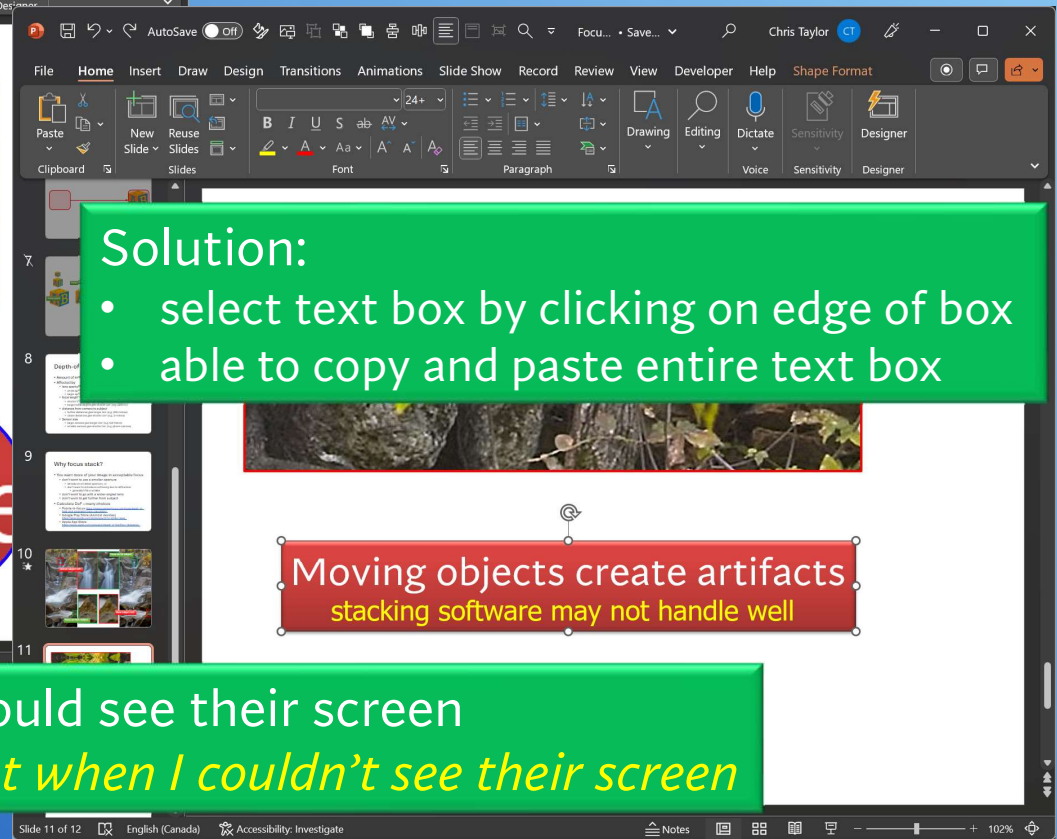 Designer
AutoSave Off Focu... • Save... Chris Taylor CT
File Home Insert Draw Design Transitions Animations Slide Show Record Review View Developer Help Shape Format
24+
Paste New Slide Reuse Slides B I U S ab AV Aa A A A Drawing Editing Dictate Sensitivity Designer
Clipboard Slides Font Paragraph Voice Sensitivity Designer
Solution:
• select text box by clicking on edge of box
• able to copy and paste entire text box
7
8
9
Why focus stack?
10
Moving objects create artifacts
stacking software may not handle well
11
ould see their screen
t when I couldn't see their screen
Slide 11 of 12 English (Canada) Accessibility: Investigate Notes 102%